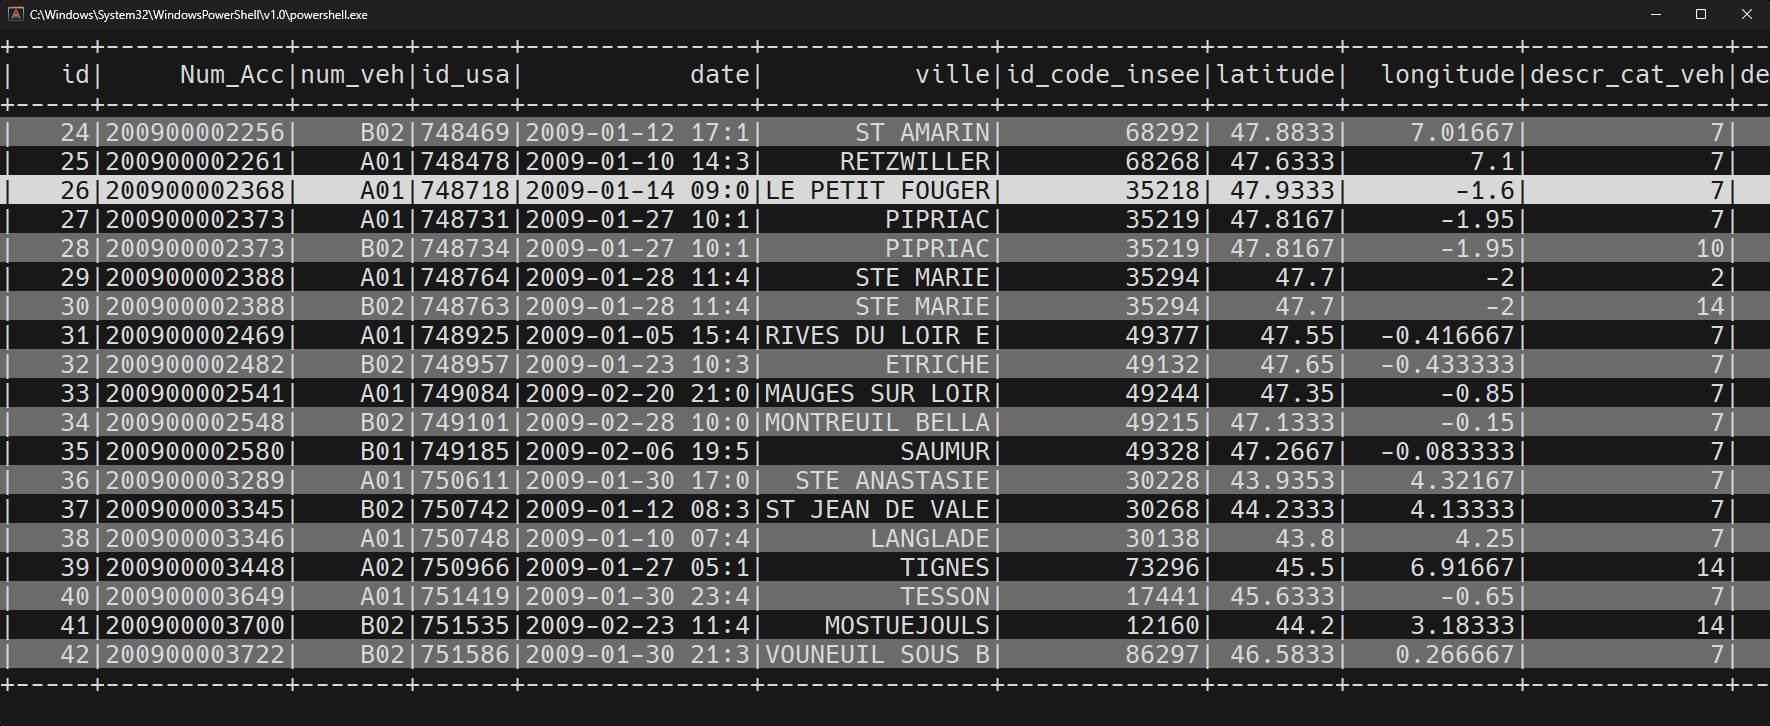 C:\Windows\System32\WindowsPowerShell\v1.0\powershell.exe
+-----+------------+-------+------+---------------+---------------+-------------+--------+-----------+-------------+--
|   id|     Num_Acc|num_veh|id_usa|           date|          ville|id_code_insee|latitude|  longitude|descr_cat_veh|de
+-----+------------+-------+------+---------------+---------------+-------------+--------+-----------+-------------+--
|   24|200900002256|    B02|748469|2009-01-12 17:1|      ST AMARIN|        68292| 47.8833|    7.01667|            7|
|   25|200900002261|    A01|748478|2009-01-10 14:3|     RETZWILLER|        68268| 47.6333|        7.1|            7|
|   26|200900002368|    A01|748718|2009-01-14 09:0|LE PETIT FOUGER|        35218| 47.9333|       -1.6|            7|
|   27|200900002373|    A01|748731|2009-01-27 10:1|        PIPRIAC|        35219| 47.8167|      -1.95|            7|
|   28|200900002373|    B02|748734|2009-01-27 10:1|        PIPRIAC|        35219| 47.8167|      -1.95|           10|
|   29|200900002388|    A01|748764|2009-01-28 11:4|      STE MARIE|        35294|    47.7|         -2|            2|
|   30|200900002388|    B02|748763|2009-01-28 11:4|      STE MARIE|        35294|    47.7|         -2|           14|
|   31|200900002469|    A01|748925|2009-01-05 15:4|RIVES DU LOIR E|        49377|   47.55|  -0.416667|            7|
|   32|200900002482|    B02|748957|2009-01-23 10:3|        ETRICHE|        49132|   47.65|  -0.433333|            7|
|   33|200900002541|    A01|749084|2009-02-20 21:0|MAUGES SUR LOIR|        49244|   47.35|      -0.85|            7|
|   34|200900002548|    B02|749101|2009-02-28 10:0|MONTREUIL BELLA|        49215| 47.1333|      -0.15|            7|
|   35|200900002580|    B01|749185|2009-02-06 19:5|         SAUMUR|        49328| 47.2667|  -0.083333|            7|
|   36|200900003289|    A01|750611|2009-01-30 17:0|  STE ANASTASIE|        30228| 43.9353|    4.32167|            7|
|   37|200900003345|    B02|750742|2009-01-12 08:3|ST JEAN DE VALE|        30268| 44.2333|    4.13333|            7|
|   38|200900003346|    A01|750748|2009-01-10 07:4|       LANGLADE|        30138|    43.8|       4.25|            7|
|   39|200900003448|    A02|750966|2009-01-27 05:1|         TIGNES|        73296|    45.5|    6.91667|           14|
|   40|200900003649|    A01|751419|2009-01-30 23:4|         TESSON|        17441| 45.6333|      -0.65|            7|
|   41|200900003700|    B02|751535|2009-02-23 11:4|    MOSTUEJOULS|        12160|    44.2|    3.18333|           14|
|   42|200900003722|    B02|751586|2009-01-30 21:3|VOUNEUIL SOUS B|        86297| 46.5833|   0.266667|            7|
+-----+------------+-------+------+---------------+---------------+-------------+--------+-----------+-------------+--